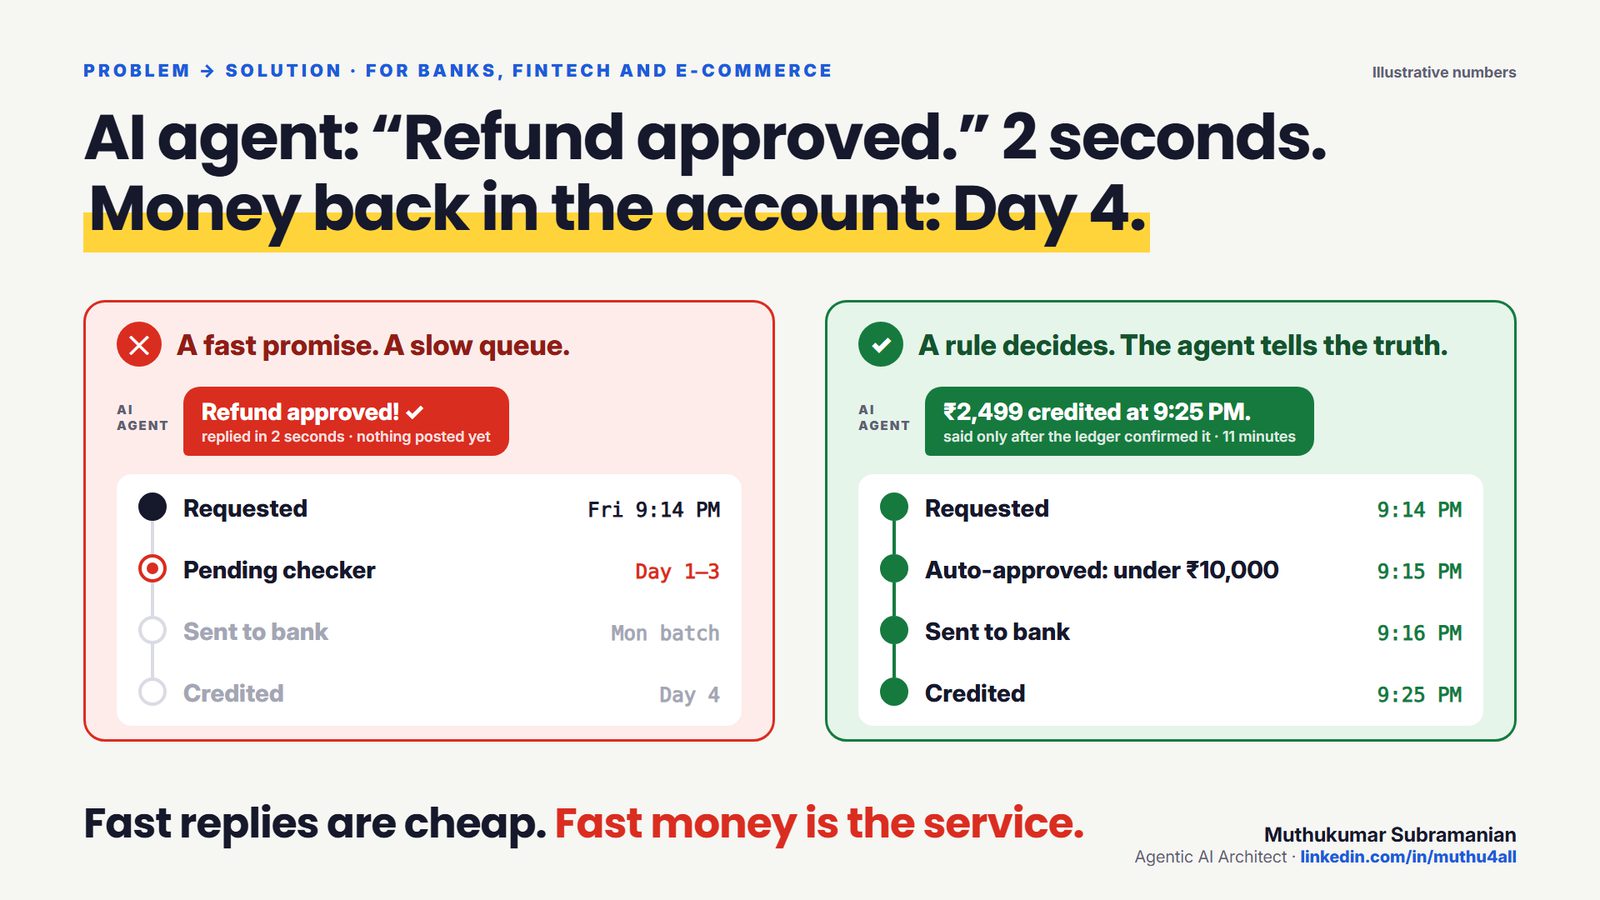 PROBLEM → SOLUTION · FOR BANKS, FINTECH AND E-COMMERCE
Illustrative numbers
AI agent: “Refund approved.” 2 seconds.
Money back in the account: Day 4.
A fast promise. A slow queue.
AI
AGENT
Refund approved! ✓
replied in 2 seconds · nothing posted yet
Requested Fri 9:14 PM
Pending checker Day 1–3
Sent to bank Mon batch
Credited Day 4
A rule decides. The agent tells the truth.
AI
AGENT
₹2,499 credited at 9:25 PM.
said only after the ledger confirmed it · 11 minutes
Requested 9:14 PM
Auto-approved: under ₹10,000 9:15 PM
Sent to bank 9:16 PM
Credited 9:25 PM
Fast replies are cheap. Fast money is the service.
Muthukumar Subramanian
Agentic AI Architect · linkedin.com/in/muthu4all